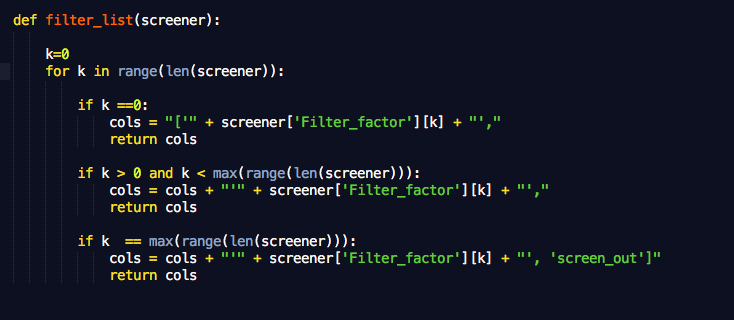 def filter_list(screener):
    k=0
    for k in range(len(screener)):
        if k ==0:
            cols = "['" + screener['Filter_factor'][k] + "',"
            return cols
        if k > 0 and k < max(range(len(screener))):
            cols = cols + "'" + screener['Filter_factor'][k] + "',"
            return cols
        if k  == max(range(len(screener))):
            cols = cols + "'" + screener['Filter_factor'][k] + "', 'screen_out']"
            return cols